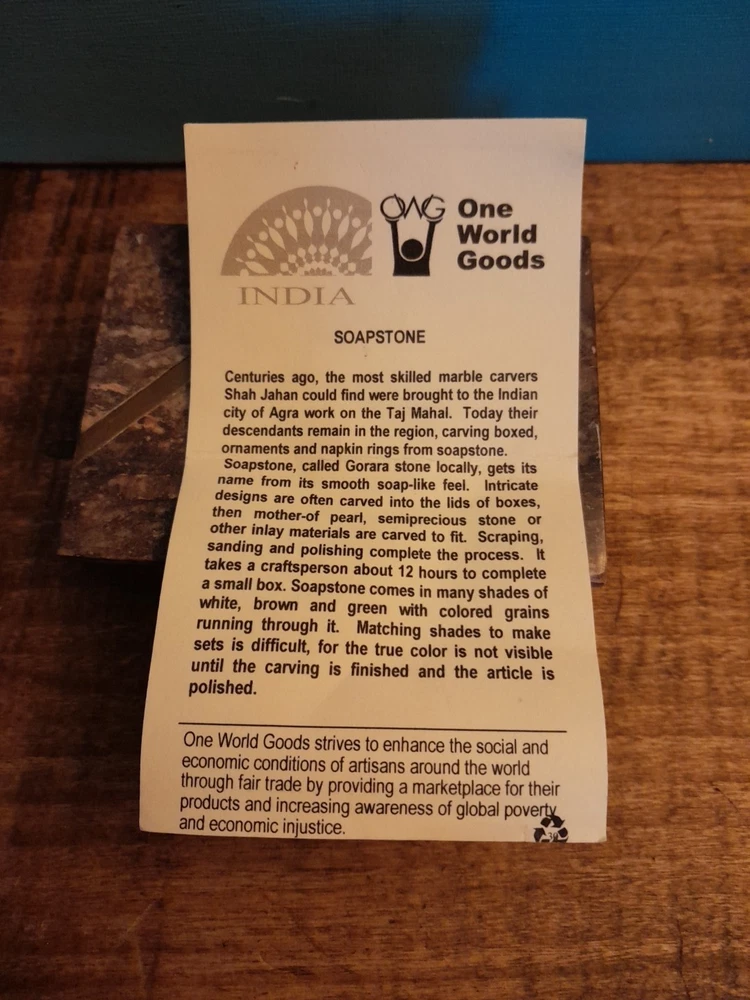 OWG
One
World
Goods
INDIA
SOAPSTONE
Centuries ago, the most skilled marble carvers
Shah Jahan could find were brought to the Indian
city of Agra work on the Taj Mahal. Today their
descendants remain in the region, carving boxed,
ornaments and napkin rings from soapstone.
Soapstone, called Gorara stone locally, gets its
name from its smooth soap-like feel. Intricate
designs are often carved into the lids of boxes,
then mother-of pearl, semiprecious stone or
other inlay materials are carved to fit. Scraping,
sanding and polishing complete the process. It
takes a craftsperson about 12 hours to complete
a small box. Soapstone comes in many shades of
white, brown and green with colored grains
running through it. Matching shades to make
sets is difficult, for the true color is not visible
until the carving is finished and the article is
polished.
One World Goods strives to enhance the social and
economic conditions of artisans around the world
through fair trade by providing a marketplace for their
products and increasing awareness of global poverty
and economic injustice.
30